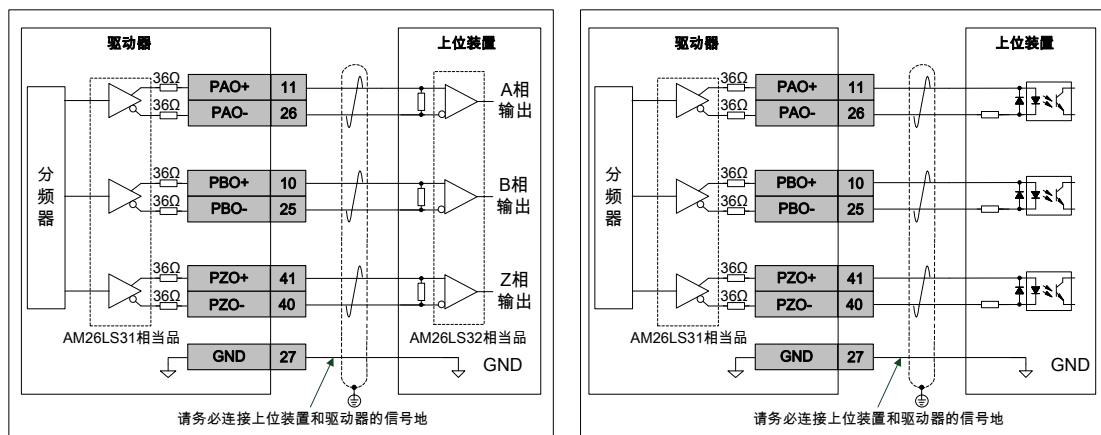 驱动器
上位装置
36Ω PAO+ 11
36Ω PAO- 26
A相
输出
分
频
器
36Ω PBO+ 10
36Ω PBO- 25
B相
输出
36Ω PZO+ 41
36Ω PZO- 40
Z相
输出
AM26LS31相当品
AM26LS32相当品
GND 27
GND
请务必连接上位装置和驱动器的信号地
驱动器
上位装置
36Ω PAO+ 11
36Ω PAO- 26
分
频
器
36Ω PBO+ 10
36Ω PBO- 25
36Ω PZO+ 41
36Ω PZO- 40
AM26LS31相当品
GND 27
GND
请务必连接上位装置和驱动器的信号地